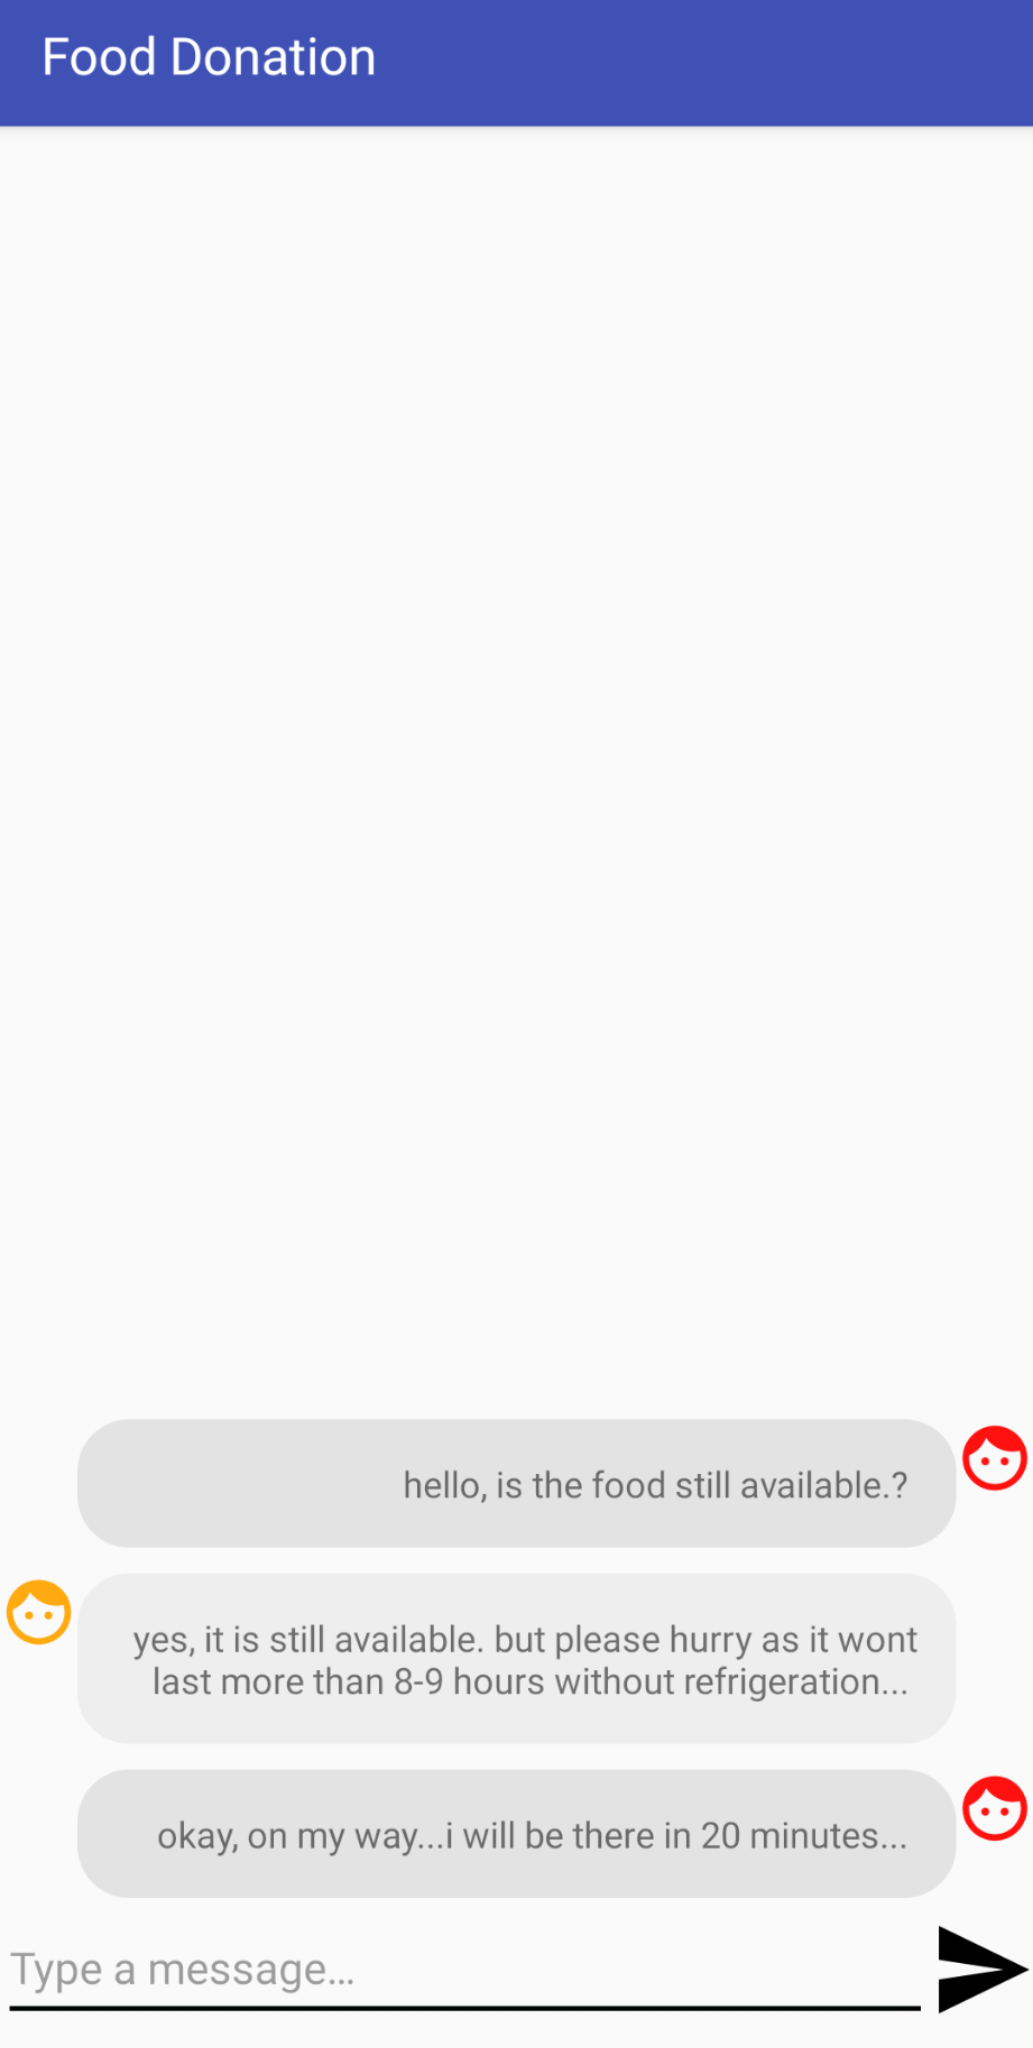 Food Donation
hello, is the food still available.?
yes, it is still available. but please hurry as it wont
last more than 8-9 hours without refrigeration...
okay, on my way...i will be there in 20 minutes...
Type a message...